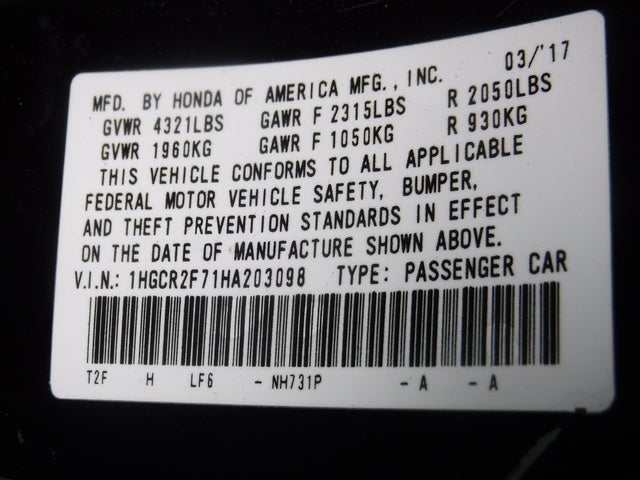 MFD. BY HONDA OF AMERICA MFG., INC. 03/'17
GVWR 4321LBS GAWR F 2315LBS R 2050LBS
GVWR 1960KG GAWR F 1050KG R 930KG
THIS VEHICLE CONFORMS TO ALL APPLICABLE
FEDERAL MOTOR VEHICLE SAFETY, BUMPER,
AND THEFT PREVENTION STANDARDS IN EFFECT
ON THE DATE OF MANUFACTURE SHOWN ABOVE.
V.I.N.: 1HGCR2F71HA203098 TYPE: PASSENGER CAR
T2F H LF6 - NH731P - A - A